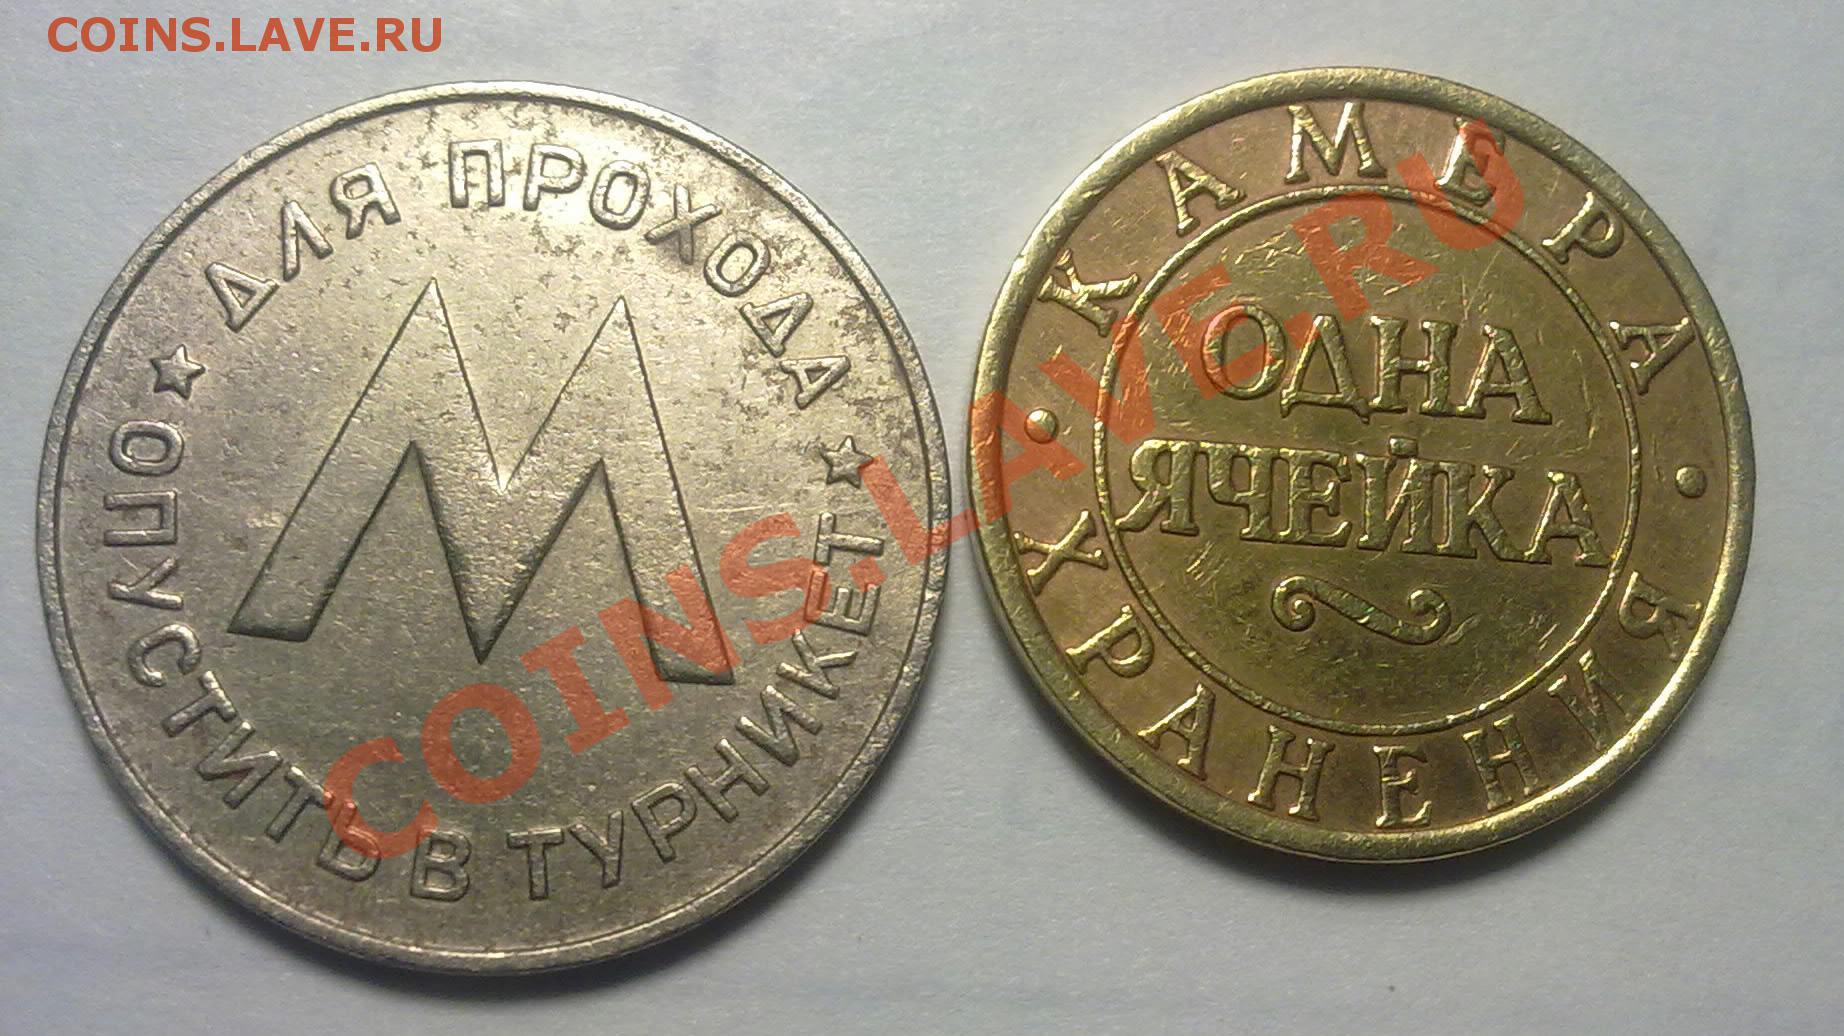 COINS.LAVE.RU
ДЛЯ ПРОХОДА
ОПУСТИТЬ В ТУРНИКЕТ
М
КАМЕРА
ХРАНЕНИЯ
ОДНА
ЯЧЕЙКА
COINS.LAVE.RU